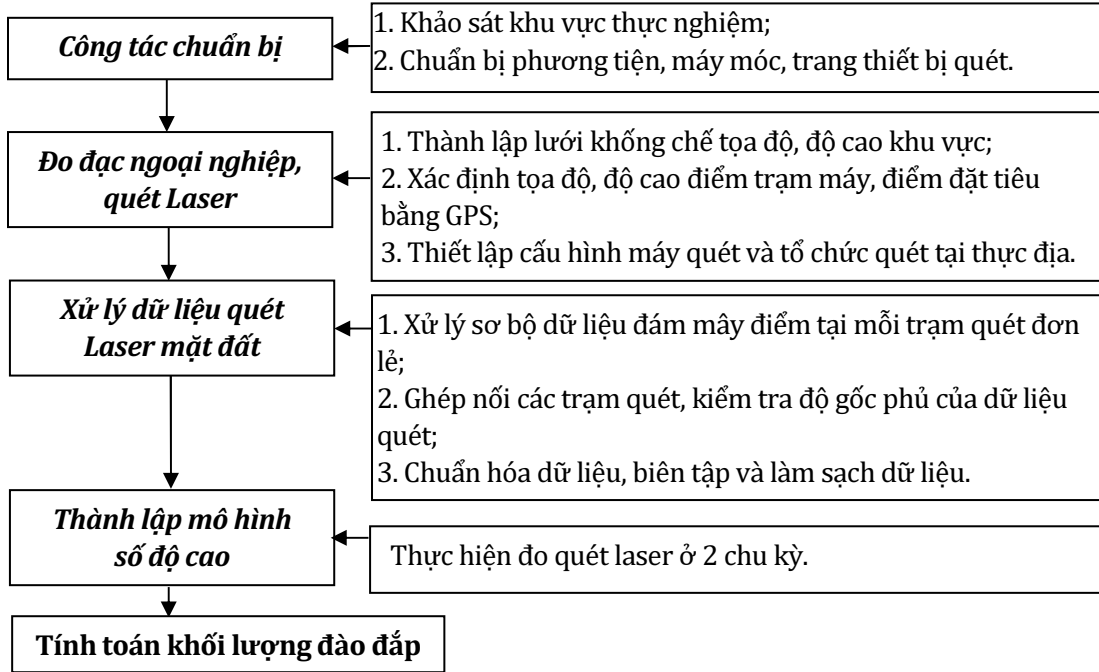 Công tác chuẩn bị
1. Khảo sát khu vực thực nghiệm;
2. Chuẩn bị phương tiện, máy móc, trang thiết bị quét.
Đo đạc ngoại nghiệp,
quét Laser
1. Thành lập lưới khống chế tọa độ, độ cao khu vực;
2. Xác định tọa độ, độ cao điểm trạm máy, điểm đặt tiêu
bằng GPS;
3. Thiết lập cấu hình máy quét và tổ chức quét tại thực địa.
Xử lý dữ liệu quét
Laser mặt đất
1. Xử lý sơ bộ dữ liệu đám mây điểm tại mỗi trạm quét đơn
lẻ;
2. Ghép nối các trạm quét, kiểm tra độ gốc phủ của dữ liệu
quét;
3. Chuẩn hóa dữ liệu, biên tập và làm sạch dữ liệu.
Thành lập mô hình
số độ cao
Thực hiện đo quét laser ở 2 chu kỳ.
Tính toán khối lượng đào đắp